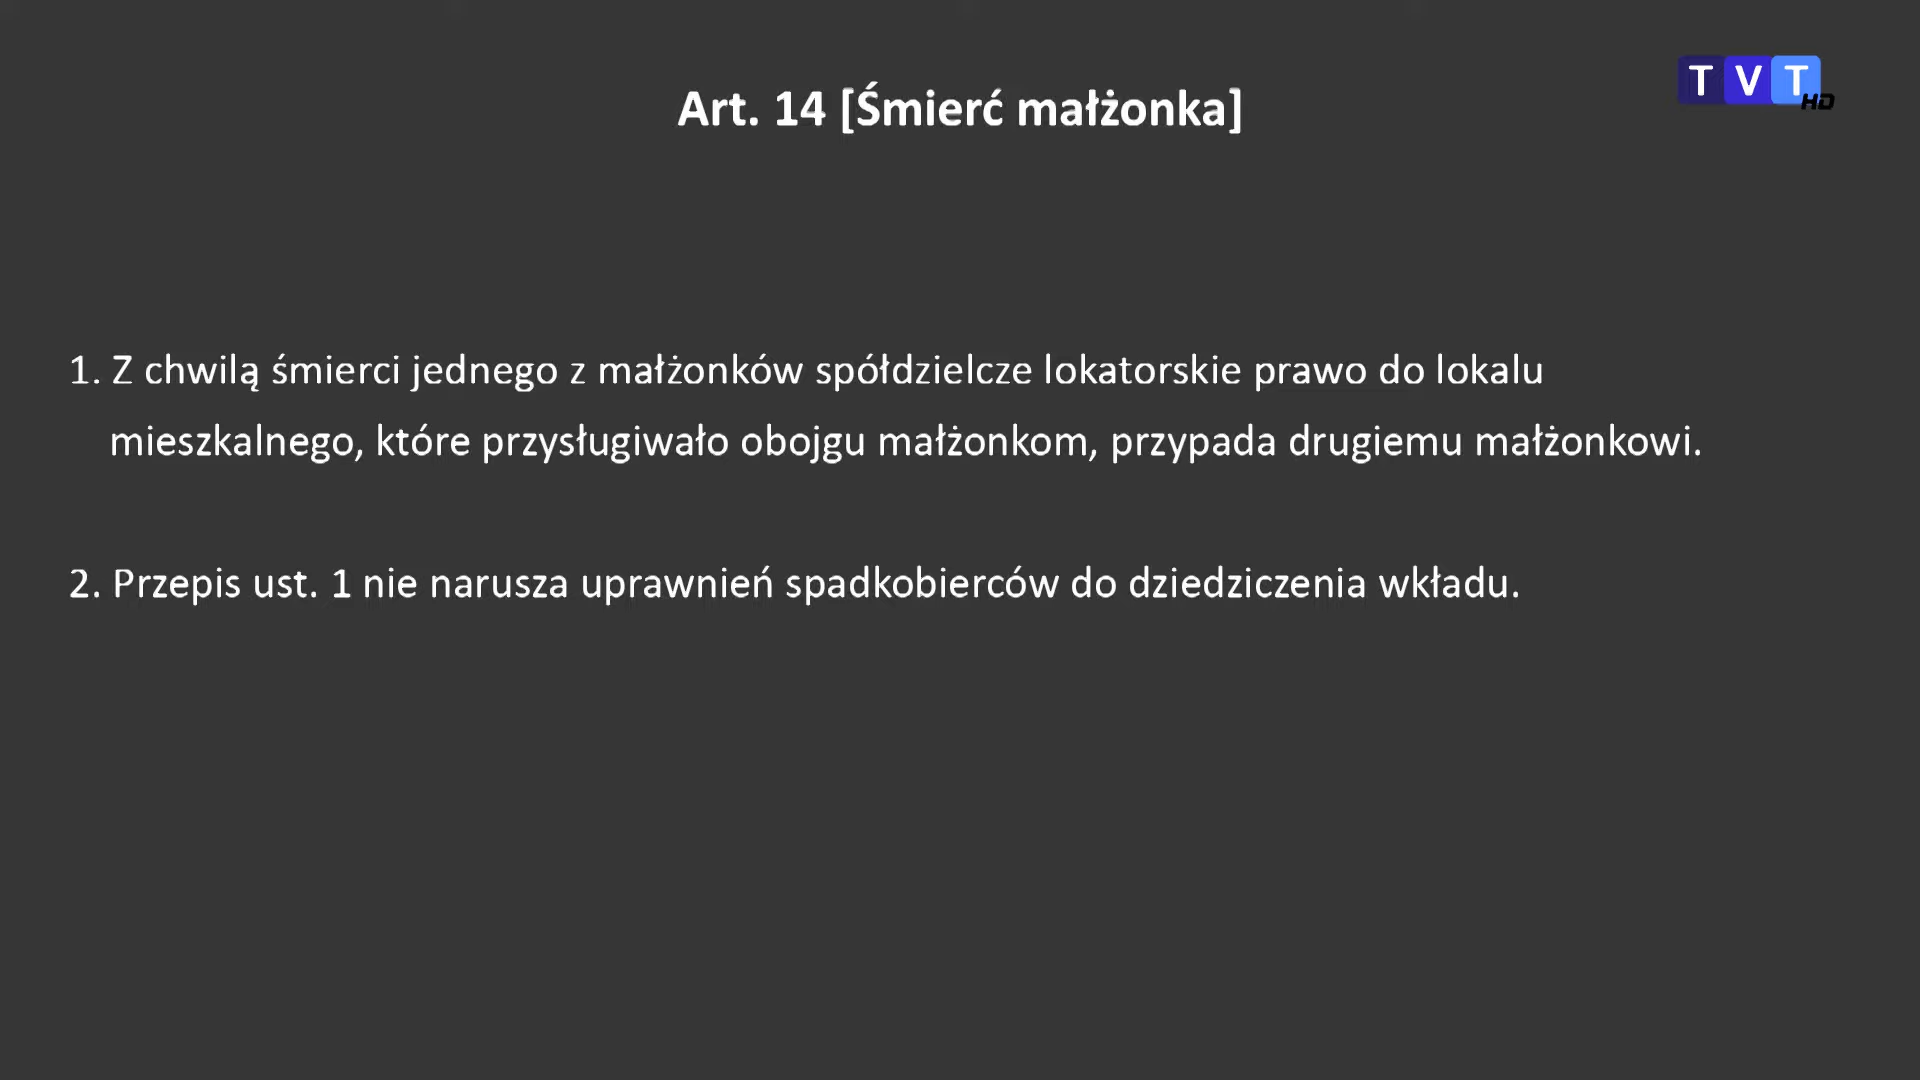 TVT HD
Art. 14 [Śmierć małżonka]
1. Z chwilą śmierci jednego z małżonków spółdzielcze lokatorskie prawo do lokalu
mieszkalnego, które przysługiwało obojgu małżonkom, przypada drugiemu małżonkowi.
2. Przepis ust. 1 nie narusza uprawnień spadkobierców do dziedziczenia wkładu.